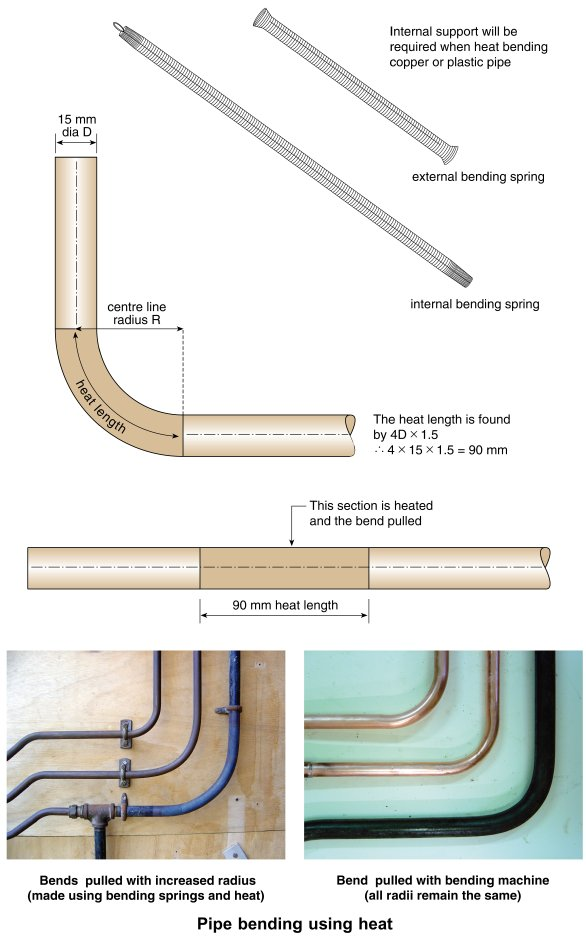 Internal support will be
required when heat bending
copper or plastic pipe
15 mm
dia D
external bending spring
internal bending spring
centre line
radius R
heat length
The heat length is found
by 4D × 1.5
∴ 4 × 15 × 1.5 = 90 mm
This section is heated
and the bend pulled
90 mm heat length
Bends pulled with increased radius
(made using bending springs and heat)
Bend pulled with bending machine
(all radii remain the same)
Pipe bending using heat